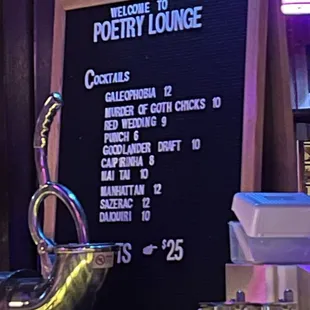 WELCOME TO
POETRY LOUNGE
COCKTAILS
GALEOPHOBIA 12
MURDER OF GOTH CHICKS 10
RED WEDDING 9
PUNCH 6
GOODLANDER DRAFT 10
CAIPIRINHA 8
MAI TAI 10
MANHATTAN 12
SAZERAC 12
DAIQUIRI 10
TS ☞ $25